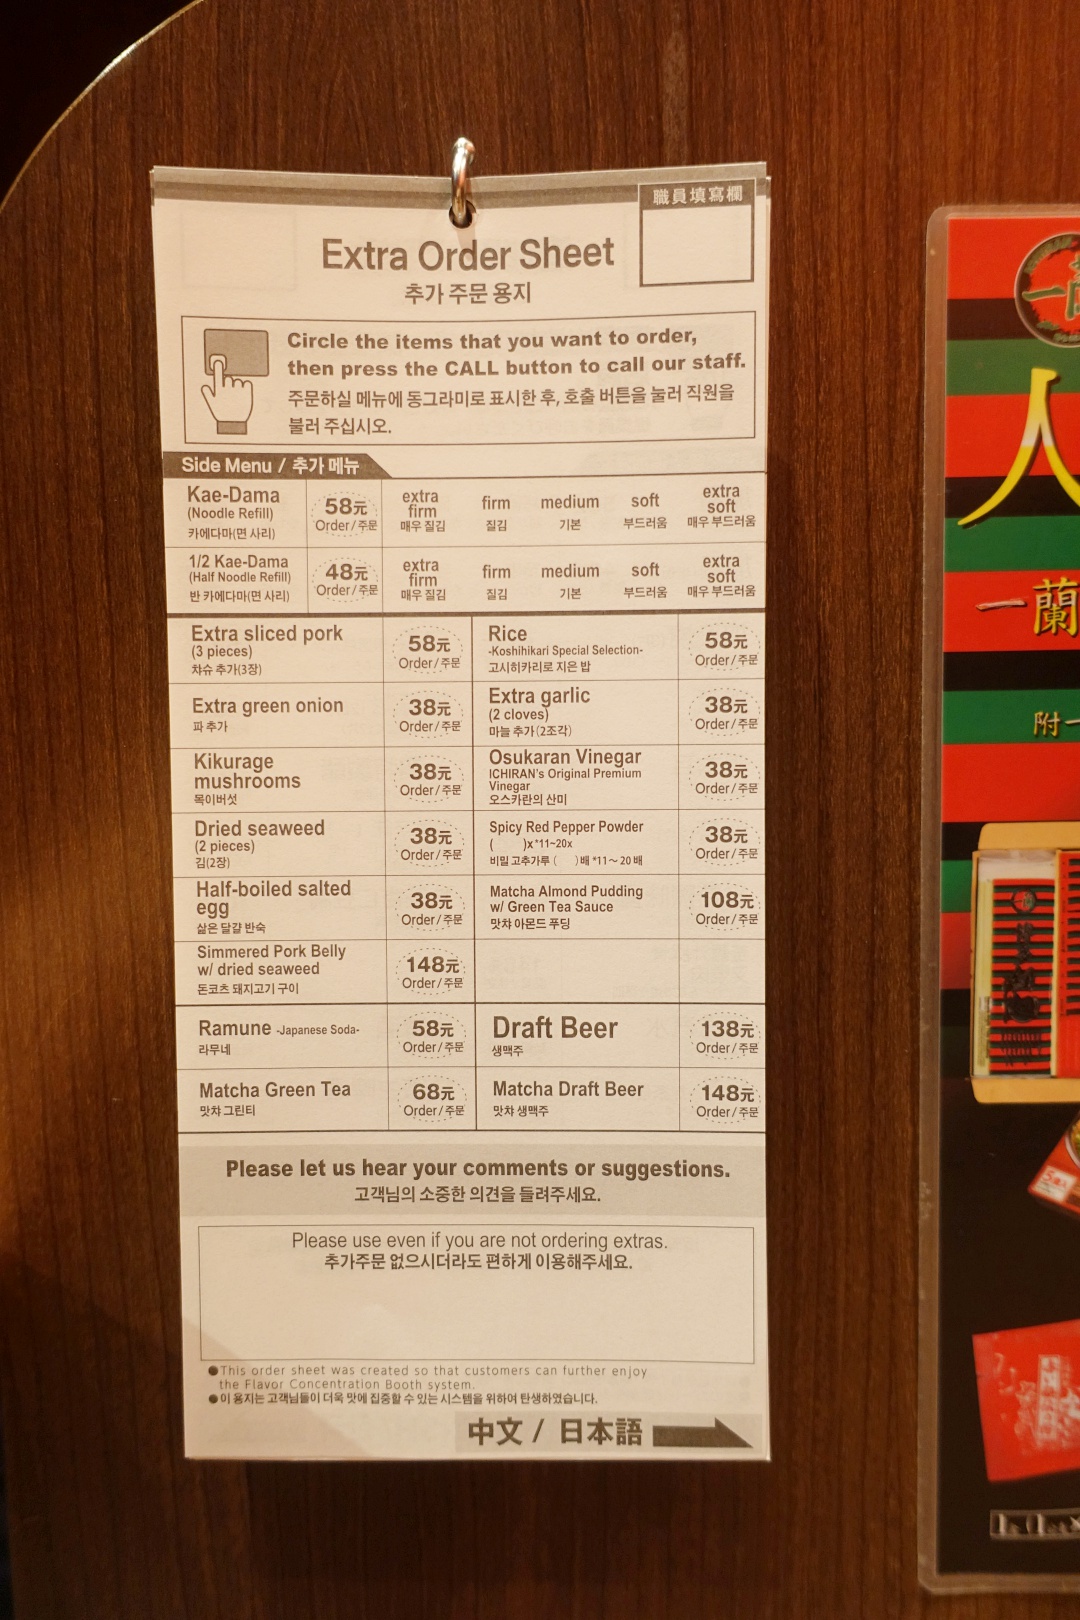 職員填寫欄
Extra Order Sheet
추가 주문 용지
Circle the items that you want to order,
then press the CALL button to call our staff.
주문하실 메뉴에 동그라미로 표시한 후, 호출 버튼을 눌러 직원을
불러 주십시오.
Side Menu / 추가 메뉴
Kae-Dama
(Noodle Refill)
카에다마(면 사리)
58元
Order/주문
extra
firm
매우 질김
firm
질김
medium
기본
soft
부드러움
extra
soft
매우 부드러움
1/2 Kae-Dama
(Half Noodle Refill)
반 카에다마(면 사리)
48元
Order/주문
extra
firm
매우 질김
firm
질김
medium
기본
soft
부드러움
extra
soft
매우 부드러움
Extra sliced pork
(3 pieces)
챠슈 추가(3장)
58元
Order/주문
Rice
-Koshihikari Special Selection-
고시히카리로 지은 밥
58元
Order/주문
Extra green onion
파 추가
38元
Order/주문
Extra garlic
(2 cloves)
마늘 추가(2조각)
38元
Order/주문
Kikurage
mushrooms
목이버섯
38元
Order/주문
Osukaran Vinegar
ICHIRAN's Original Premium
Vinegar
오스카란의 산미
38元
Order/주문
Dried seaweed
(2 pieces)
김(2장)
38元
Order/주문
Spicy Red Pepper Powder
( )x*11~20x
비밀 고추가루 ( )배 *11～20 배
38元
Order/주문
Half-boiled salted
egg
삶은 달걀 반숙
38元
Order/주문
Matcha Almond Pudding
w/ Green Tea Sauce
맛챠 아몬드 푸딩
108元
Order/주문
Simmered Pork Belly
w/ dried seaweed
돈코츠 돼지고기 구이
148元
Order/주문
Ramune -Japanese Soda-
라무네
58元
Order/주문
Draft Beer
생맥주
138元
Order/주문
Matcha Green Tea
맛챠 그린티
68元
Order/주문
Matcha Draft Beer
맛챠 생맥주
148元
Order/주문
Please let us hear your comments or suggestions.
고객님의 소중한 의견을 들려주세요.
Please use even if you are not ordering extras.
추가주문 없으시더라도 편하게 이용해주세요.
●This order sheet was created so that customers can further enjoy
the Flavor Concentration Booth system.
●이 용지는 고객님들이 더욱 맛에 집중할 수 있는 시스템을 위하여 탄생하였습니다.
中文 / 日本語
人
一蘭
附一